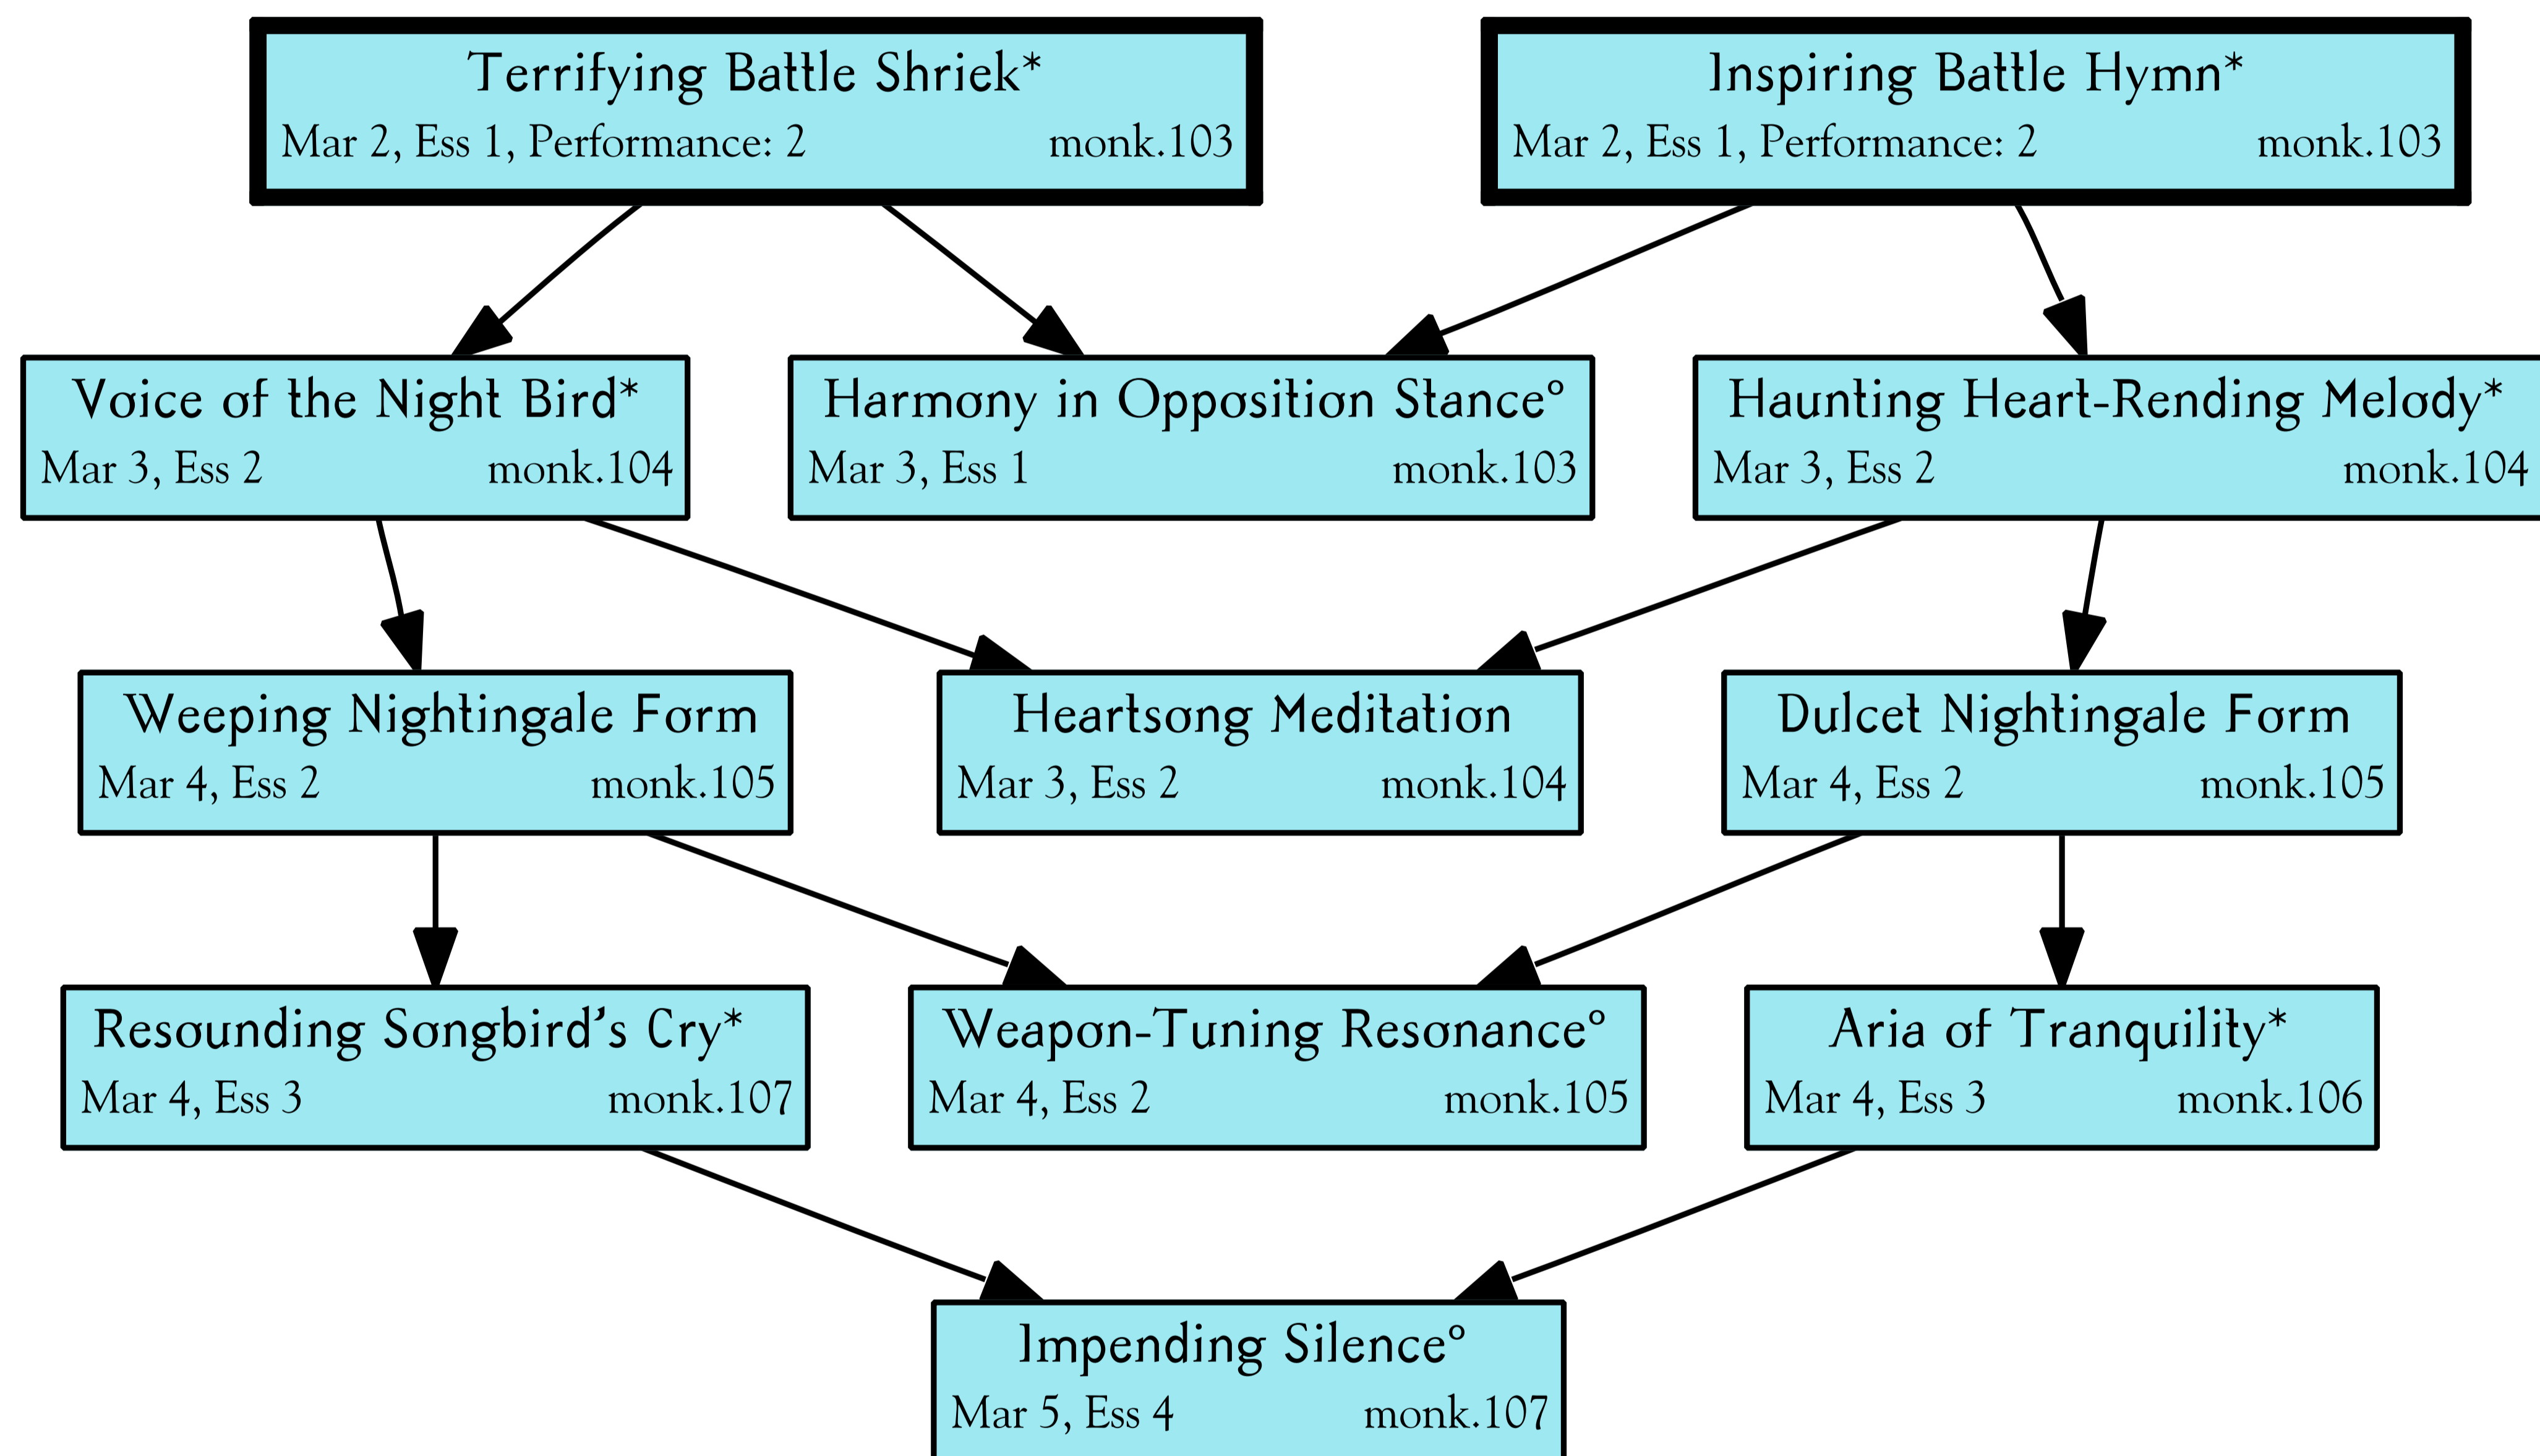 Terrifying Battle Shriek*
Mar 2, Ess 1, Performance: 2 monk.103
Inspiring Battle Hymn*
Mar 2, Ess 1, Performance: 2 monk.103
Voice of the Night Bird*
Mar 3, Ess 2 monk.104
Harmony in Opposition Stance°
Mar 3, Ess 1 monk.103
Haunting Heart-Rending Melody*
Mar 3, Ess 2 monk.104
Weeping Nightingale Form
Mar 4, Ess 2 monk.105
Heartsong Meditation
Mar 3, Ess 2 monk.104
Dulcet Nightingale Form
Mar 4, Ess 2 monk.105
Resounding Songbird’s Cry*
Mar 4, Ess 3 monk.107
Weapon-Tuning Resonance°
Mar 4, Ess 2 monk.105
Aria of Tranquility*
Mar 4, Ess 3 monk.106
Impending Silence°
Mar 5, Ess 4 monk.107